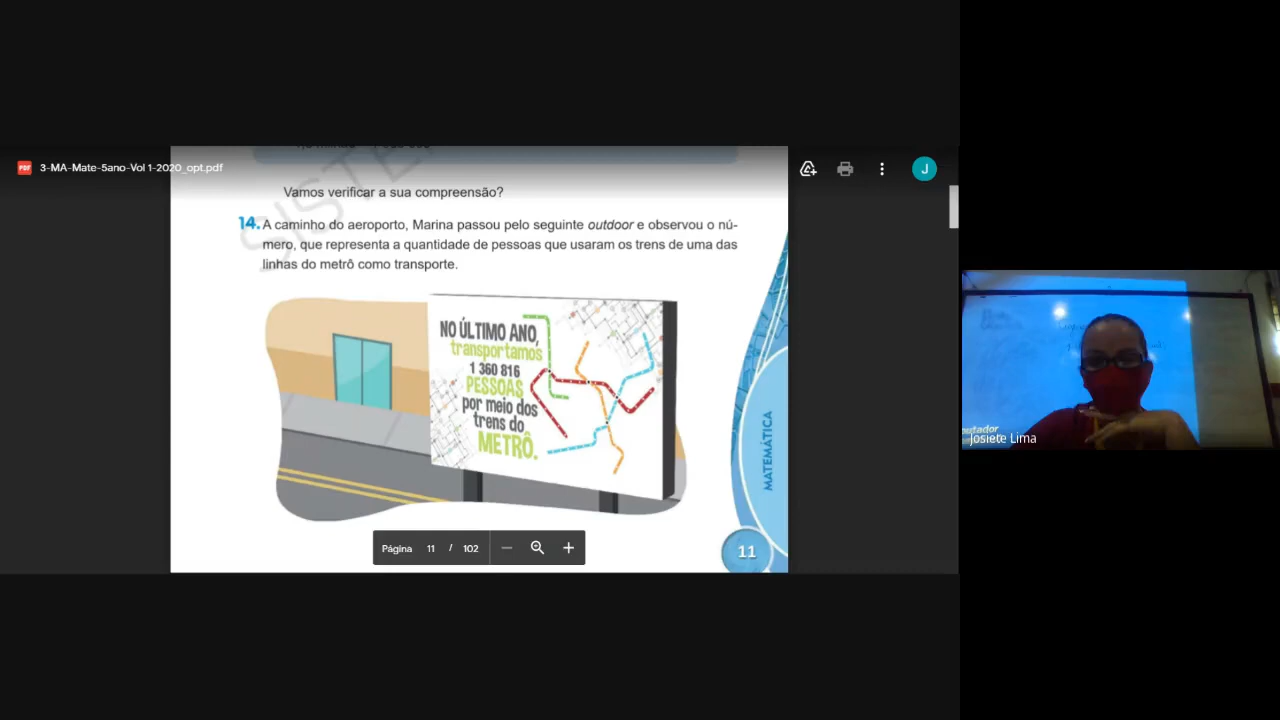 3-MA-Mate-5ano-Vol 1-2020_opt.pdf
J
SISTE
Vamos verificar a sua compreensão?
14. A caminho do aeroporto, Marina passou pelo seguinte outdoor e observou o nú-
mero, que representa a quantidade de pessoas que usaram os trens de uma das
linhas do metrô como transporte.
NO ÚLTIMO ANO,
transportamos
1 360 816
PESSOAS
por meio dos
trens do
METRÔ.
MATEMÁTICA
11
Página 11 / 102
Josiete Lima